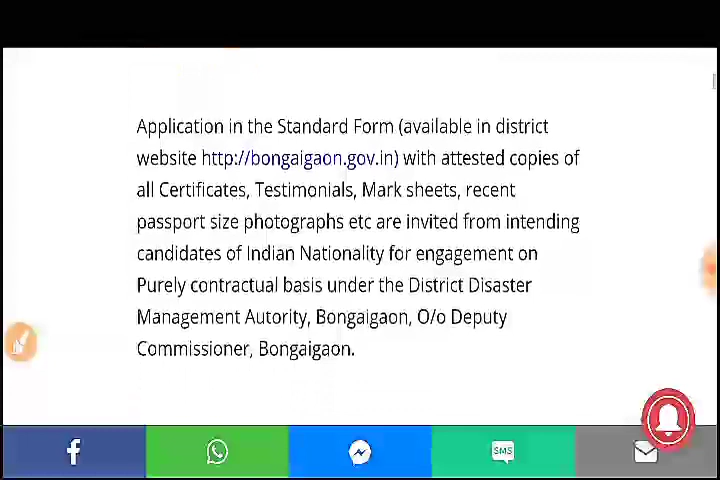 Application in the Standard Form (available in district
website http://bongaigaon.gov.in) with attested copies of
all Certificates, Testimonials, Mark sheets, recent
passport size photographs etc are invited from intending
candidates of Indian Nationality for engagement on
Purely contractual basis under the District Disaster
Management Autority, Bongaigaon, O/o Deputy
Commissioner, Bongaigaon.
SMS